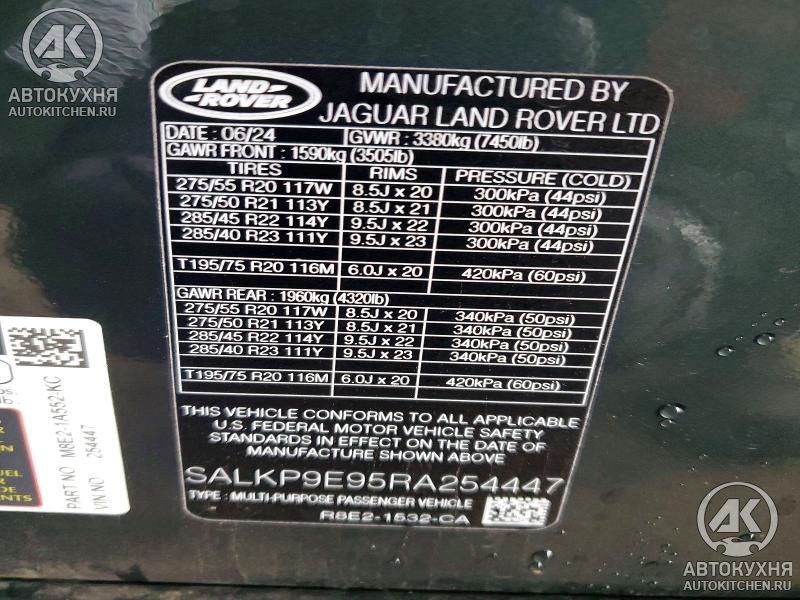 АВТОКУХНЯ
AUTOKITCHEN.RU
LAND
ROVER
MANUFACTURED BY
JAGUAR LAND ROVER LTD
DATE : 06/24 GVWR : 3380kg (7450lb)
GAWR FRONT : 1590kg (3505lb)
TIRES RIMS PRESSURE (COLD)
275/55 R20 117W 8.5J x 20 300kPa (44psi)
275/50 R21 113Y 8.5J x 21 300kPa (44psi)
285/45 R22 114Y 9.5J x 22 300kPa (44psi)
285/40 R23 111Y 9.5J x 23 300kPa (44psi)
T195/75 R20 116M 6.0J x 20 420kPa (60psi)
GAWR REAR : 1960kg (4320lb)
275/55 R20 117W 8.5J x 20 340kPa (50psi)
275/50 R21 113Y 8.5J x 21 340kPa (50psi)
285/45 R22 114Y 9.5J x 22 340kPa (50psi)
285/40 R23 111Y 9.5J x 23 340kPa (50psi)
T195/75 R20 116M 6.0J x 20 420kPa (60psi)
THIS VEHICLE CONFORMS TO ALL APPLICABLE
U.S. FEDERAL MOTOR VEHICLE SAFETY
STANDARDS IN EFFECT ON THE DATE OF
MANUFACTURE SHOWN ABOVE
SALKP9E95RA254447
TYPE : MULTI-PURPOSE PASSENGER VEHICLE
R8E2-1532-CA
PART NO M8E2-1A552-KC
VIN NO 254447
АК
АВТОКУХНЯ
AUTOKITCHEN.RU